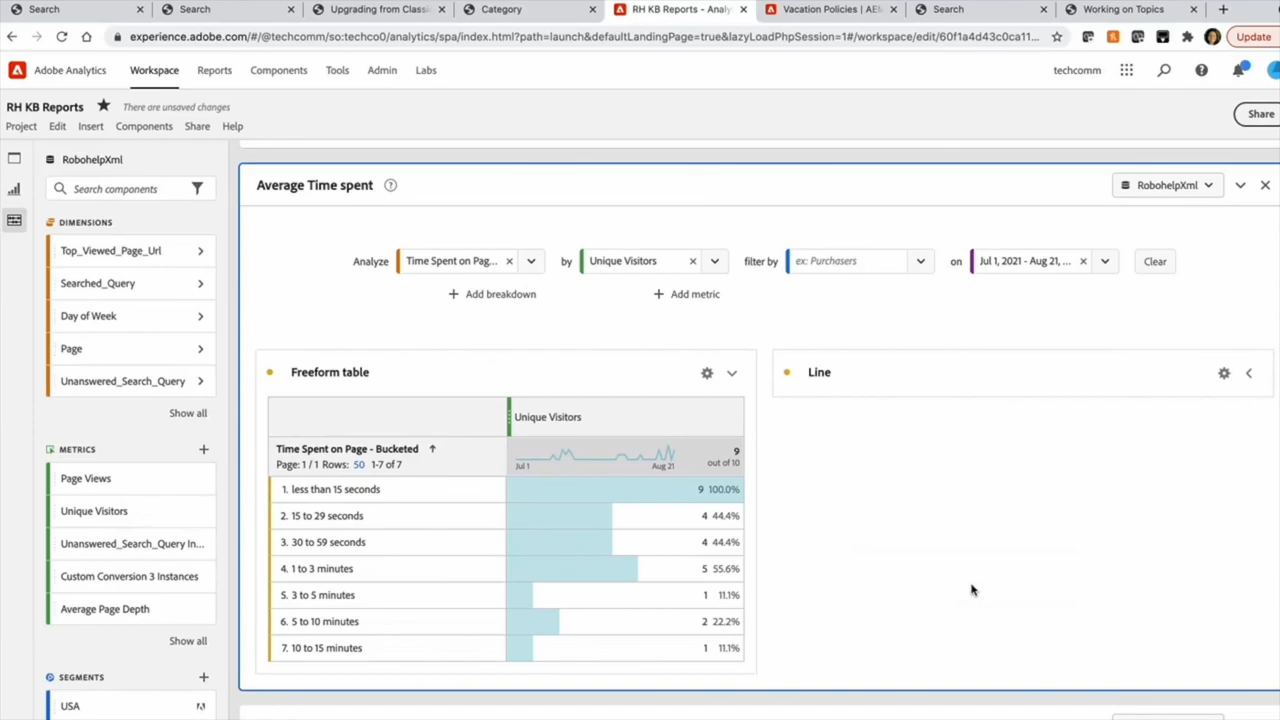 Search
Search
Upgrading from Classi
Category
RH KB Reports - Analy
Vacation Policies | AEM
Search
Working on Topics
experience.adobe.com/#/@techcomm/so:techco0/analytics/spa/index.html?path=launch&defaultLandingPage=true&lazyLoadPhpSession=1#/workspace/edit/60f1a4d43c0ca11...
Update
Adobe Analytics
Workspace
Reports
Components
Tools
Admin
Labs
techcomm
RH KB Reports
There are unsaved changes
Share
Project Edit Insert Components Share Help
RobohelpXml
Search components
DIMENSIONS
Top_Viewed_Page_Url
Searched_Query
Day of Week
Page
Unanswered_Search_Query
Show all
METRICS
Page Views
Unique Visitors
Unanswered_Search_Query In...
Custom Conversion 3 Instances
Average Page Depth
Show all
SEGMENTS
USA
Average Time spent
RobohelpXml
Analyze Time Spent on Pag... by Unique Visitors filter by ex: Purchasers on Jul 1, 2021 - Aug 21, ... Clear
Add breakdown
Add metric
Freeform table
Unique Visitors
Time Spent on Page - Bucketed
Page: 1 / 1 Rows: 50 1-7 of 7
Jul 1
Aug 21
9
out of 10
1. less than 15 seconds 9 100.0%
2. 15 to 29 seconds 4 44.4%
3. 30 to 59 seconds 4 44.4%
4. 1 to 3 minutes 5 55.6%
5. 3 to 5 minutes 1 11.1%
6. 5 to 10 minutes 2 22.2%
7. 10 to 15 minutes 1 11.1%
Line